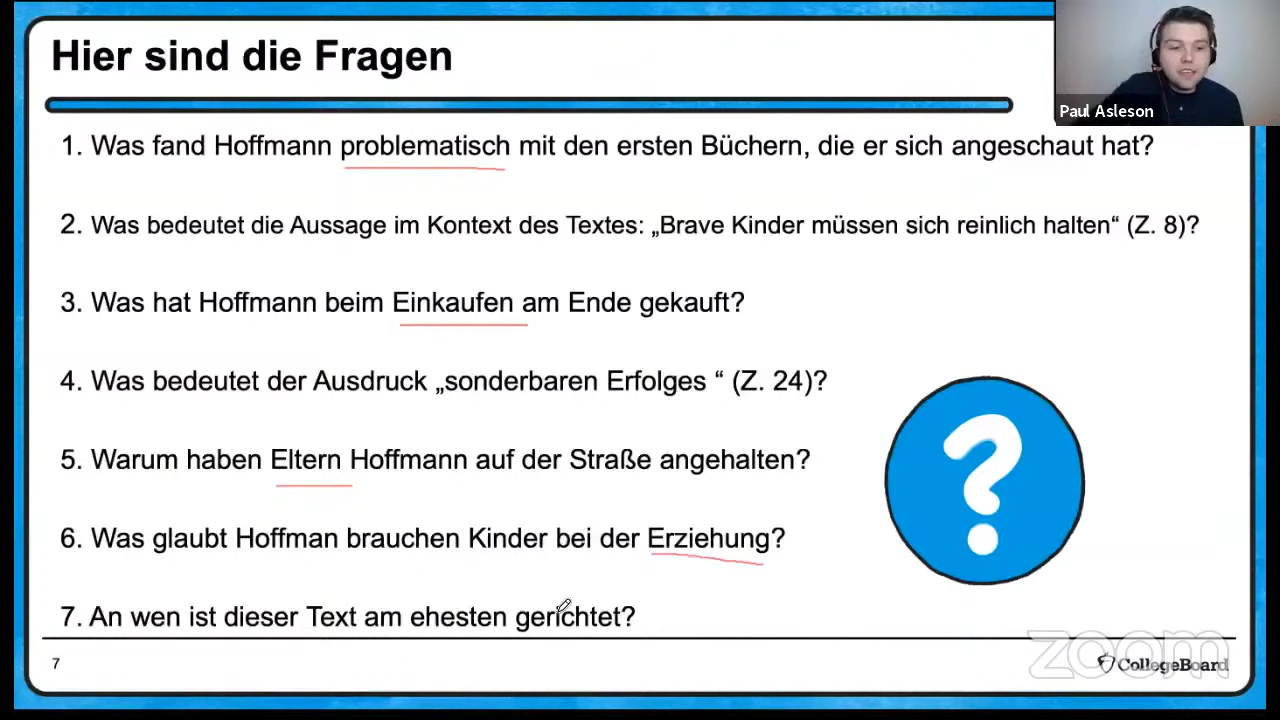 Hier sind die Fragen
Paul Asleson
1. Was fand Hoffmann problematisch mit den ersten Büchern, die er sich angeschaut hat?
2. Was bedeutet die Aussage im Kontext des Textes: „Brave Kinder müssen sich reinlich halten“ (Z. 8)?
3. Was hat Hoffmann beim Einkaufen am Ende gekauft?
4. Was bedeutet der Ausdruck „sonderbaren Erfolges “ (Z. 24)?
5. Warum haben Eltern Hoffmann auf der Straße angehalten?
6. Was glaubt Hoffman brauchen Kinder bei der Erziehung?
7. An wen ist dieser Text am ehesten gerichtet?
?
7
zoom
CollegeBoard